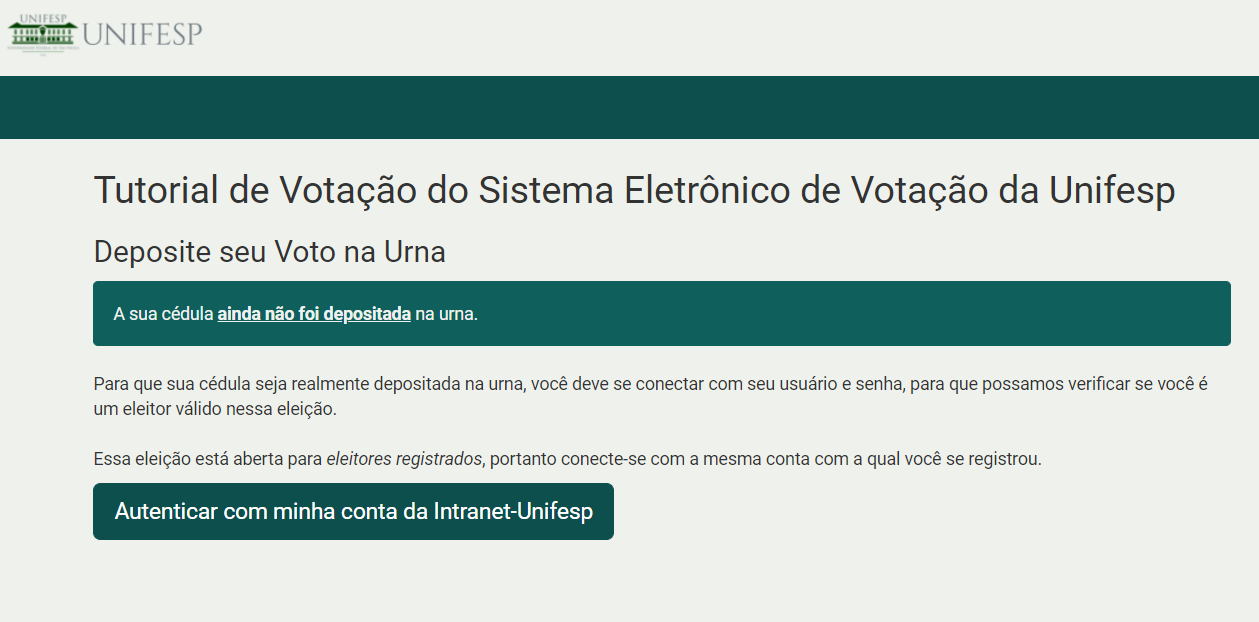 UNIFESP
UNIFESP
Tutorial de Votação do Sistema Eletrônico de Votação da Unifesp
Deposite seu Voto na Urna
A sua cédula ainda não foi depositada na urna.
Para que sua cédula seja realmente depositada na urna, você deve se conectar com seu usuário e senha, para que possamos verificar se você é
um eleitor válido nessa eleição.
Essa eleição está aberta para eleitores registrados, portanto conecte-se com a mesma conta com a qual você se registrou.
Autenticar com minha conta da Intranet-Unifesp